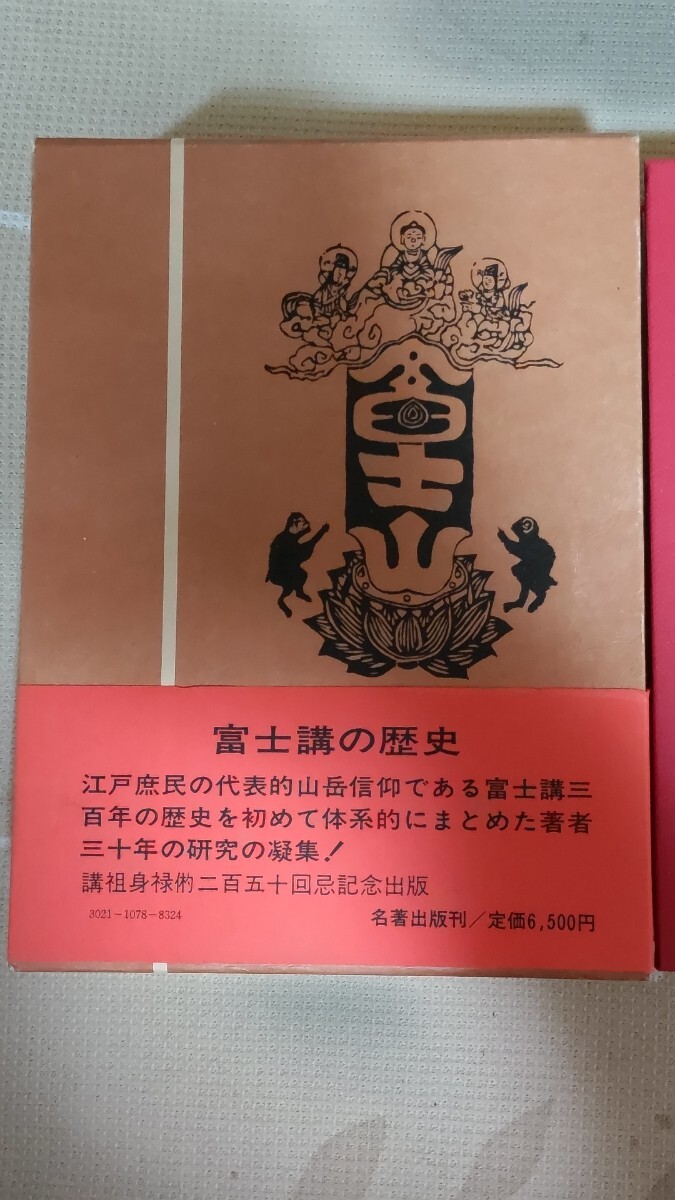 富士山
富士講の歴史
江戸庶民の代表的山岳信仰である富士講三
百年の歴史を初めて体系的にまとめた著者
三十年の研究の凝集！
講祖身禄㑶二百五十回忌記念出版
3021-1078-8324
名著出版刊／定価6,500円